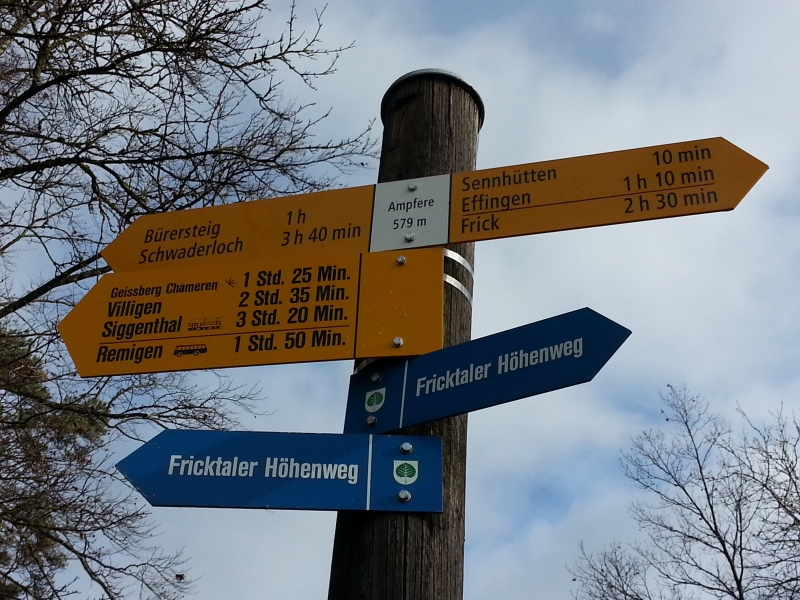 Bürersteig 1 h
Schwaderloch 3 h 40 min
Ampfere
579 m
Sennhütten 10 min
Effingen 1 h 10 min
Frick 2 h 30 min
Geissberg Chameren 1 Std. 25 Min.
Villigen 2 Std. 35 Min.
Siggenthal 3 Std. 20 Min.
Remigen 1 Std. 50 Min.
Fricktaler Höhenweg
Fricktaler Höhenweg